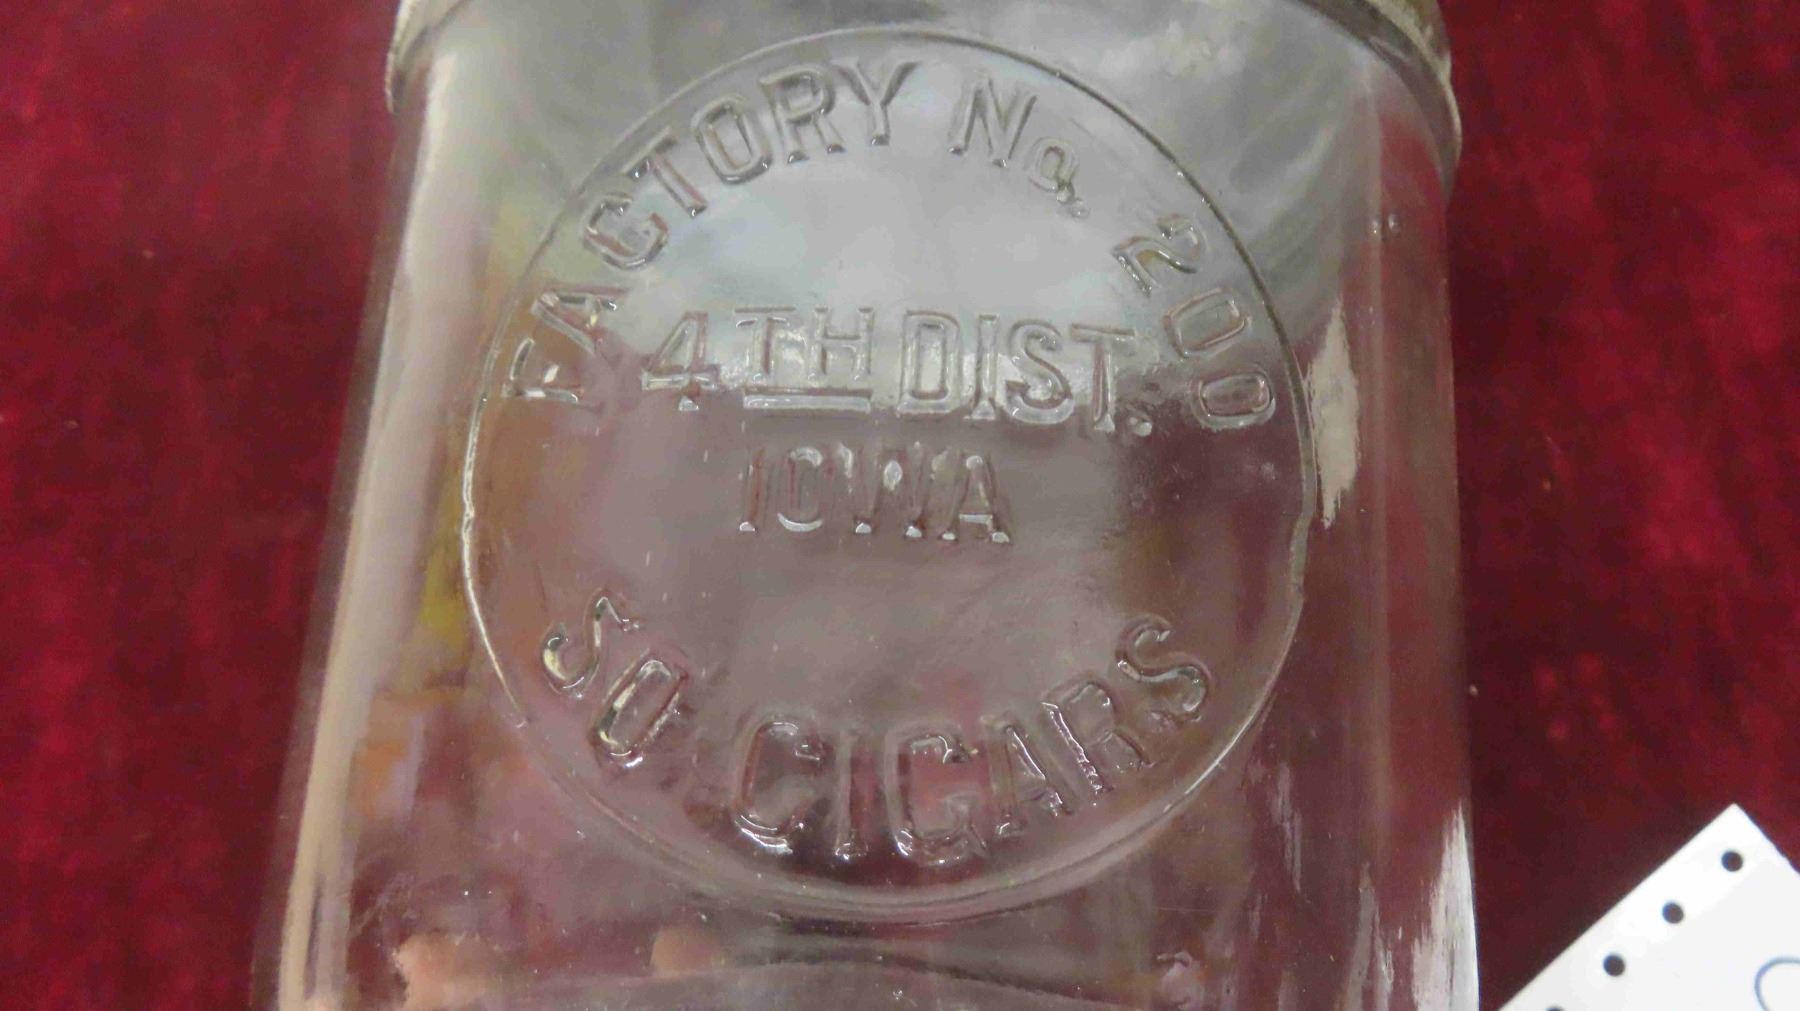 FACTORY No. 200
4TH DIST.
IOWA
50 CIGARS